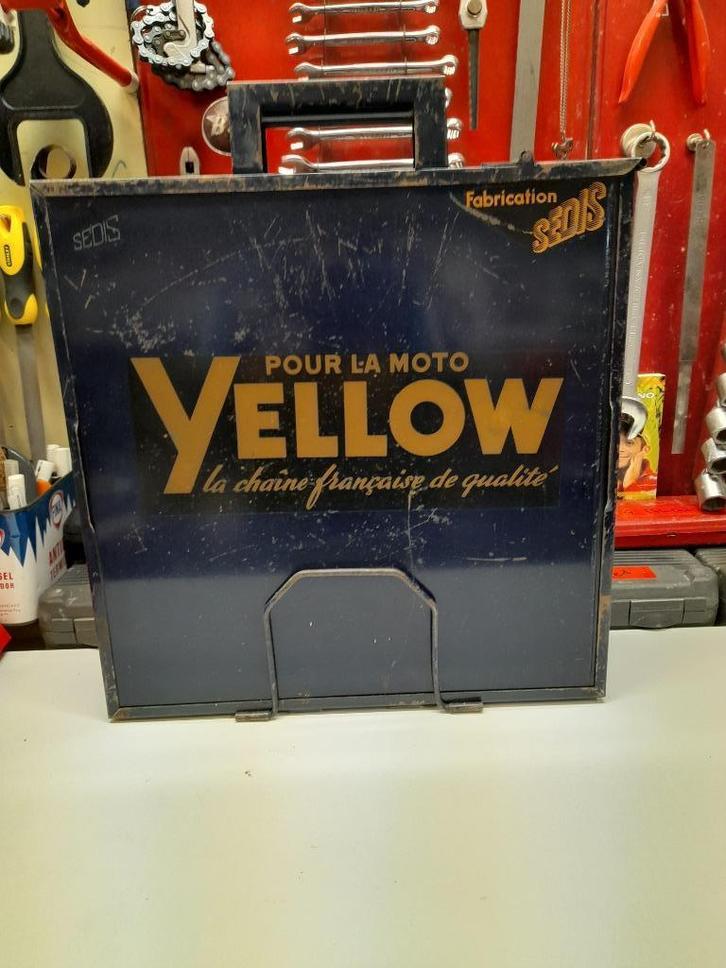 Fabrication
SEDIS
SEDIS
POUR LA MOTO
YELLOW
la chaîne française de qualité